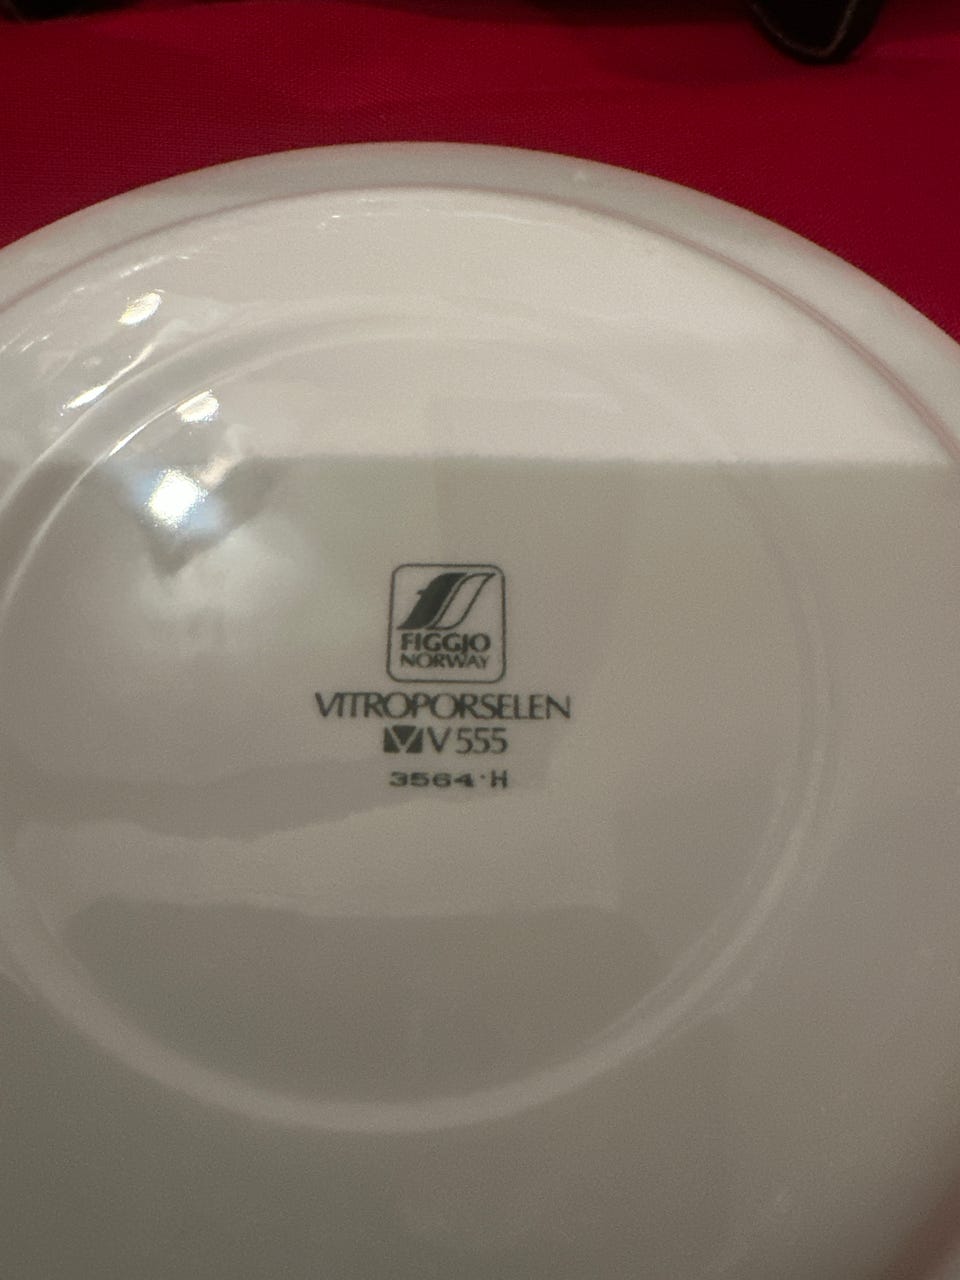 FIGGJO
NORWAY
VITROPORSELEN
V 555
3564·H